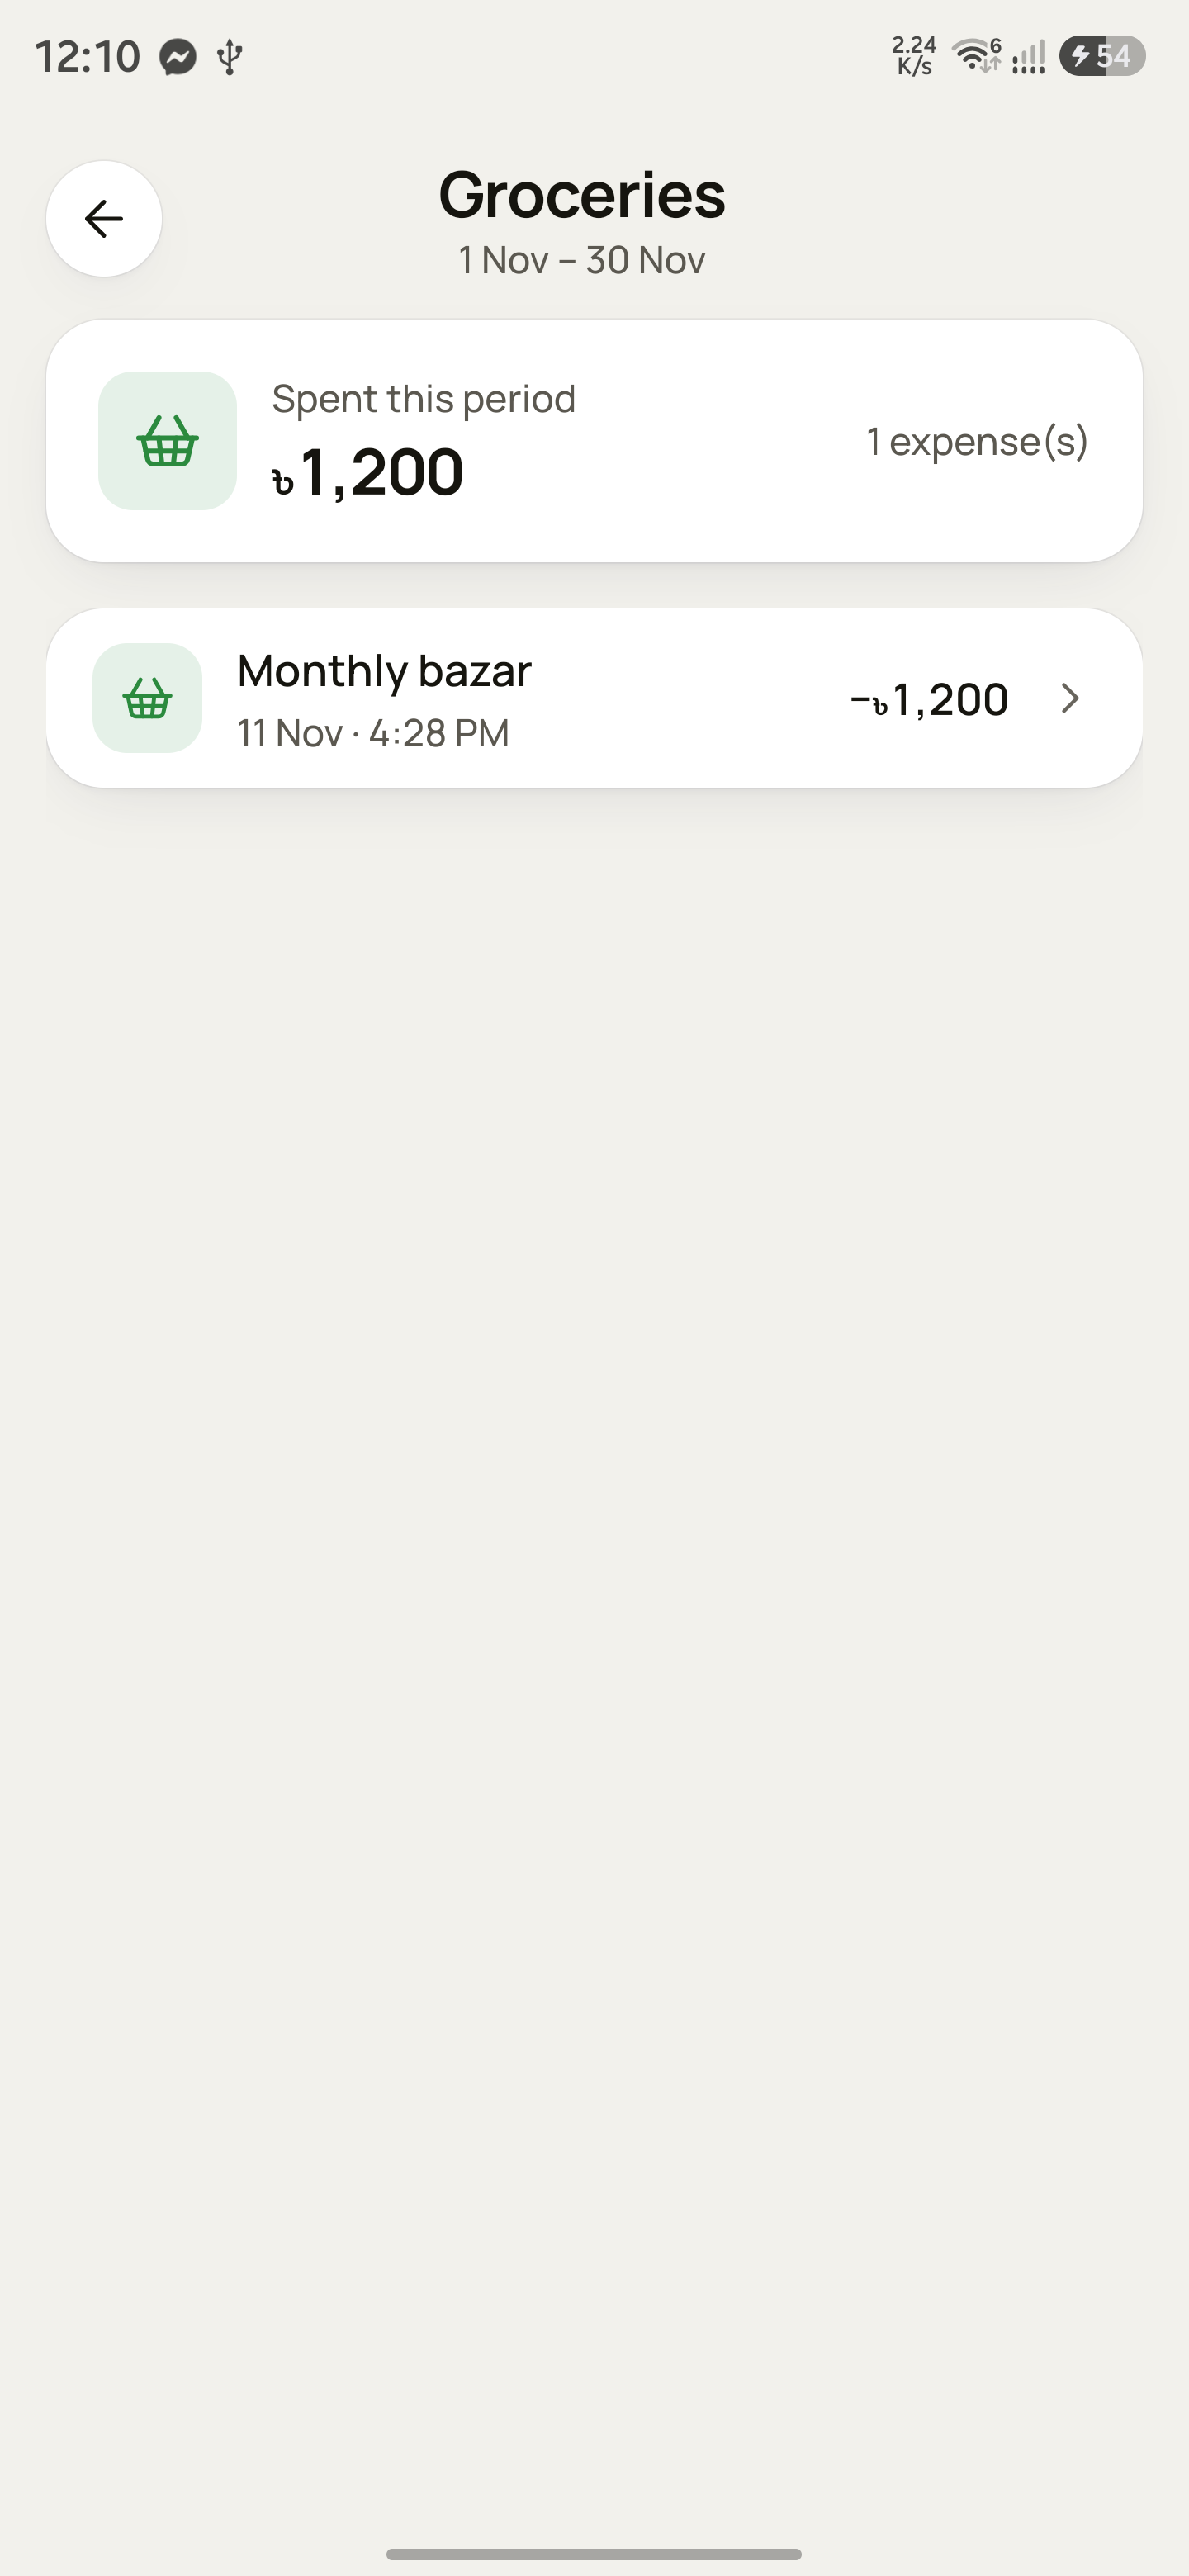 12:10
2.24
K/s
6
54
Groceries
1 Nov – 30 Nov
Spent this period
৳1,200
1 expense(s)
Monthly bazar
11 Nov · 4:28 PM
−৳1,200